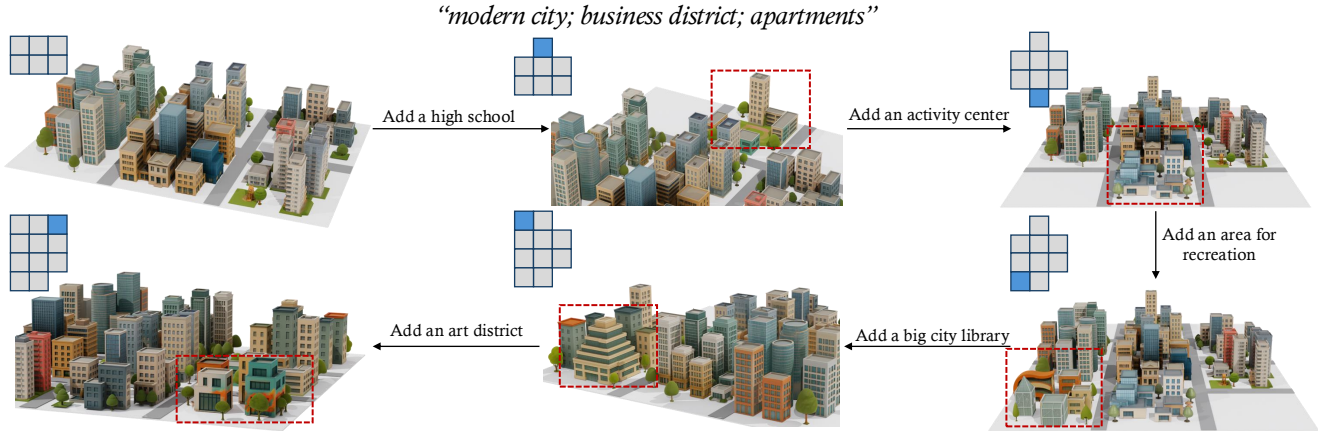 “modern city; business district; apartments”
Add a high school
Add an activity center
Add an area for
recreation
Add a big city library
Add an art district